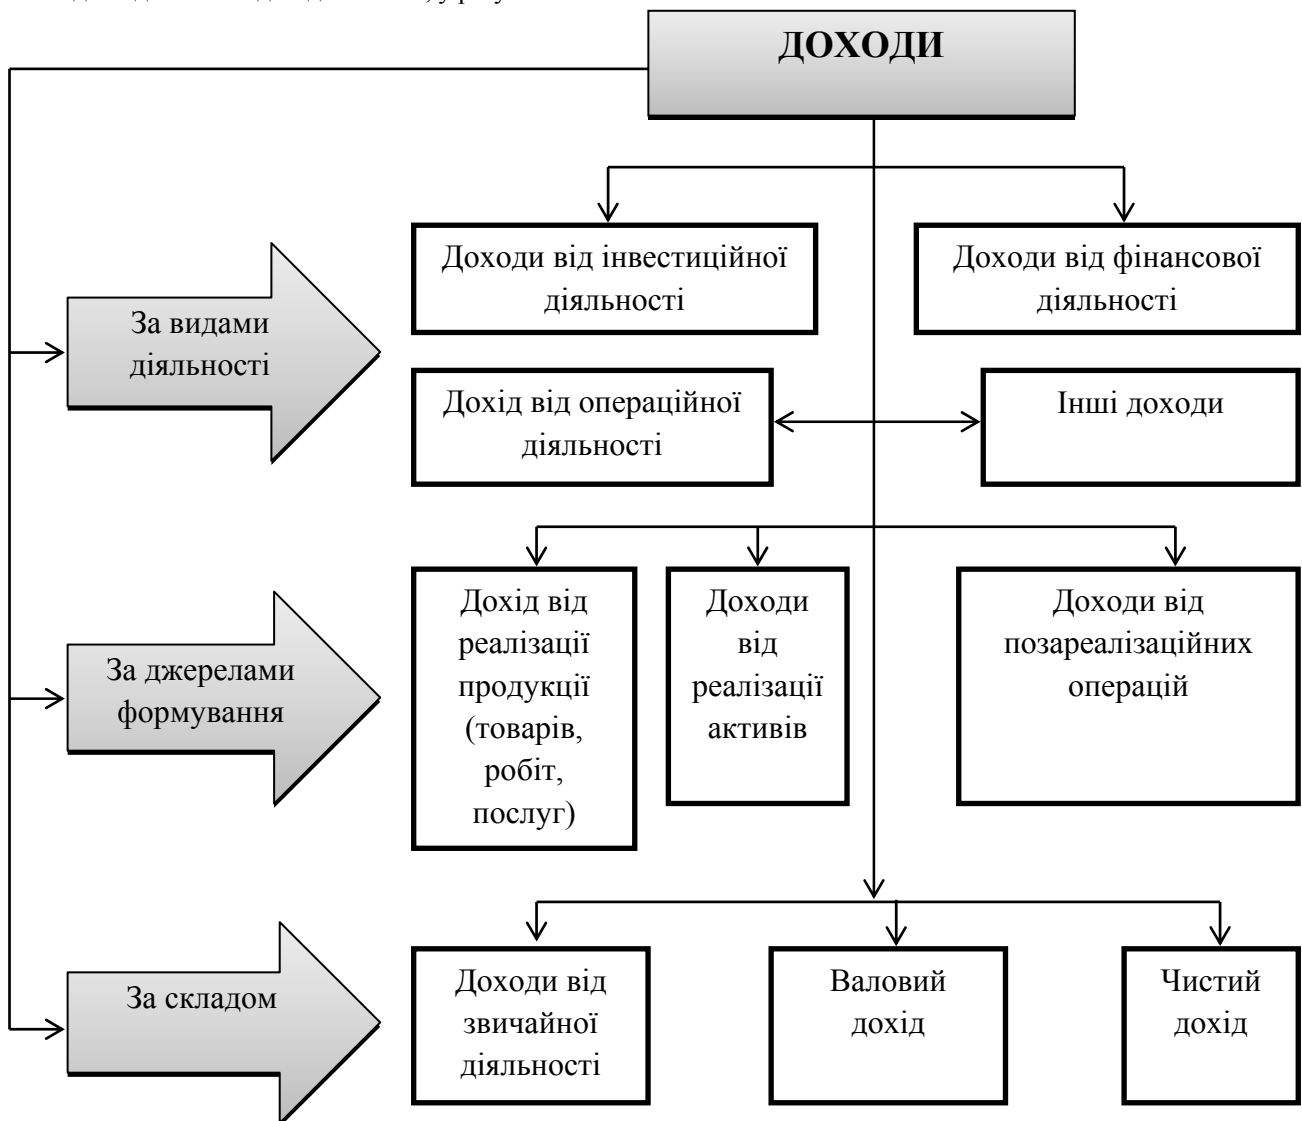 ДОХОДИ
За видами
діяльності
Доходи від інвестиційної
діяльності
Доходи від фінансової
діяльності
Дохід від операційної
діяльності
Інші доходи
За джерелами
формування
Дохід від
реалізації
продукції
(товарів,
робіт,
послуг)
Доходи
від
реалізації
активів
Доходи від
позареалізаційних
операцій
За складом
Доходи від
звичайної
діяльності
Валовий
дохід
Чистий
дохід